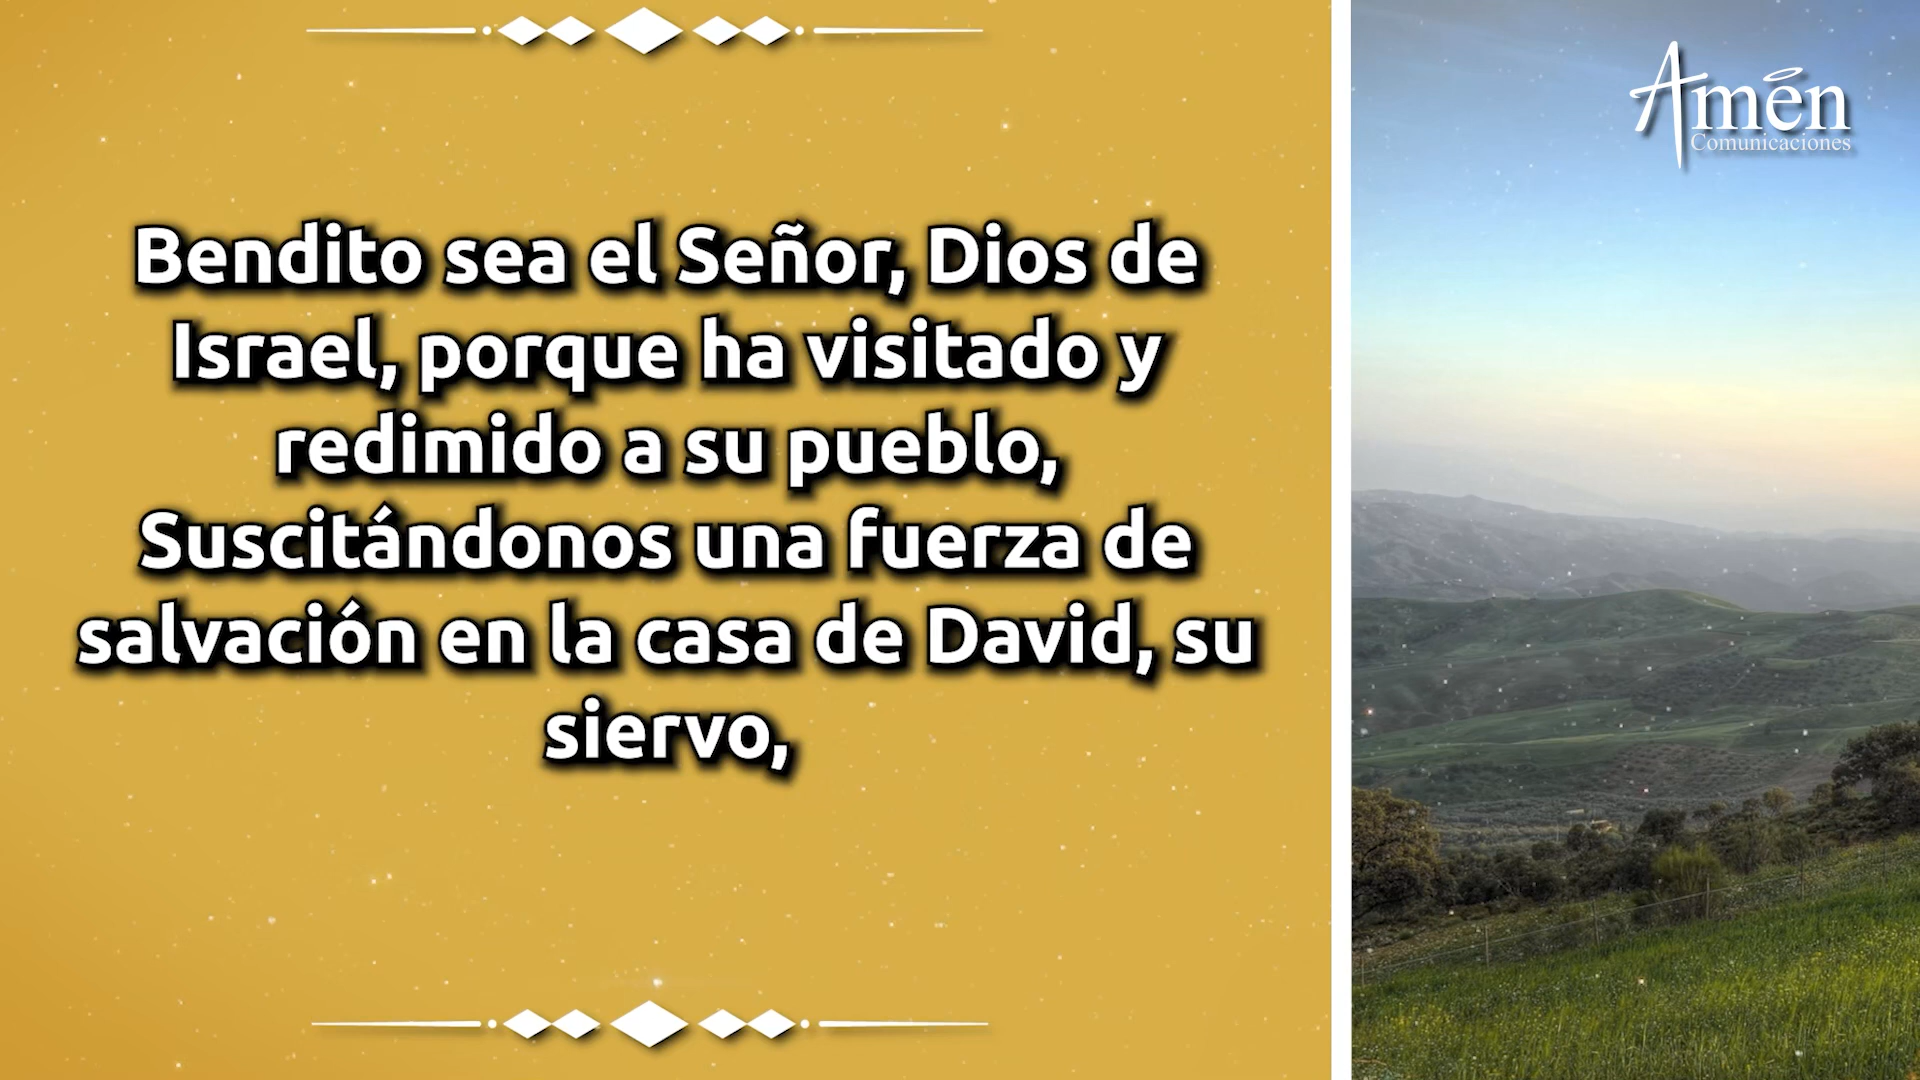 Bendito sea el Señor, Dios de
Israel, porque ha visitado y
redimido a su pueblo,
Suscitándonos una fuerza de
salvación en la casa de David, su
siervo,
Amén
Comunicaciones